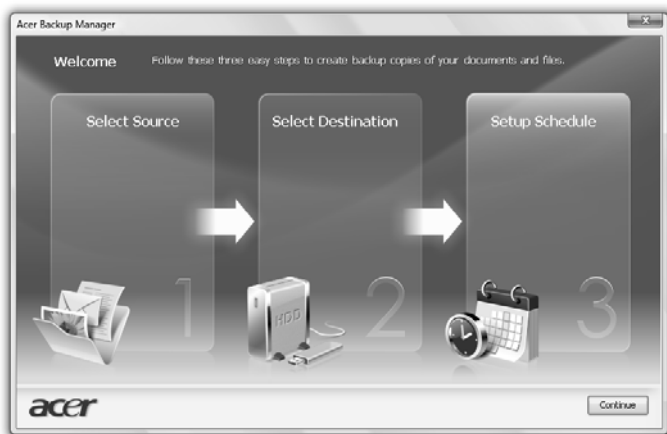 Acer Backup Manager
x
Welcome
Follow these three easy steps to create backup copies of your documents and files.
Select Source
Select Destination
Setup Schedule
1
HDD
2
3
acer
Continue